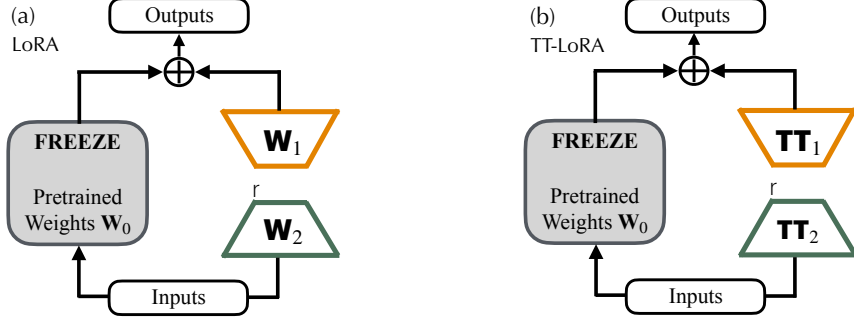 (a)
LoRA
Outputs
FREEZE
Pretrained
Weights W₀
W₁
r
W₂
Inputs
(b)
TT-LoRA
Outputs
FREEZE
Pretrained
Weights W₀
TT₁
r
TT₂
Inputs